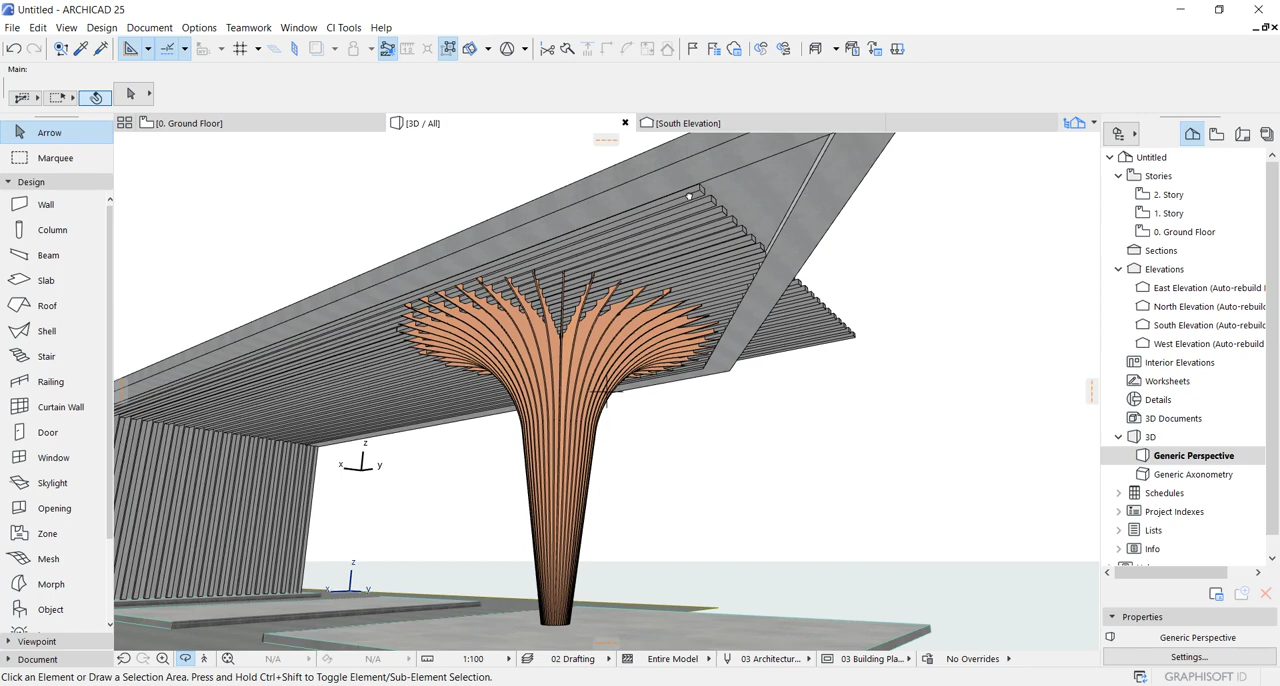 Untitled - ARCHICAD 25
File Edit View Design Document Options Teamwork Window CI Tools Help
Main:
[0. Ground Floor]
[3D / All]
[South Elevation]
Arrow
Marquee
Design
Wall
Column
Beam
Slab
Roof
Shell
Stair
Railing
Curtain Wall
Door
Window
Skylight
Opening
Zone
Mesh
Morph
Object
Viewpoint
Document
z
x
y
z
x
y
Untitled
Stories
2. Story
1. Story
0. Ground Floor
Sections
Elevations
East Elevation (Auto-rebuild
North Elevation (Auto-rebuild
South Elevation (Auto-rebuild
West Elevation (Auto-rebuild
Interior Elevations
Worksheets
Details
3D Documents
3D
Generic Perspective
Generic Axonometry
Schedules
Project Indexes
Lists
Info
Properties
Generic Perspective
Settings...
N/A
N/A
1:100
02 Drafting
Entire Model
03 Architectur...
03 Building Pla...
No Overrides
Click an Element or Draw a Selection Area. Press and Hold Ctrl+Shift to Toggle Element/Sub-Element Selection.
GRAPHISOFT ID